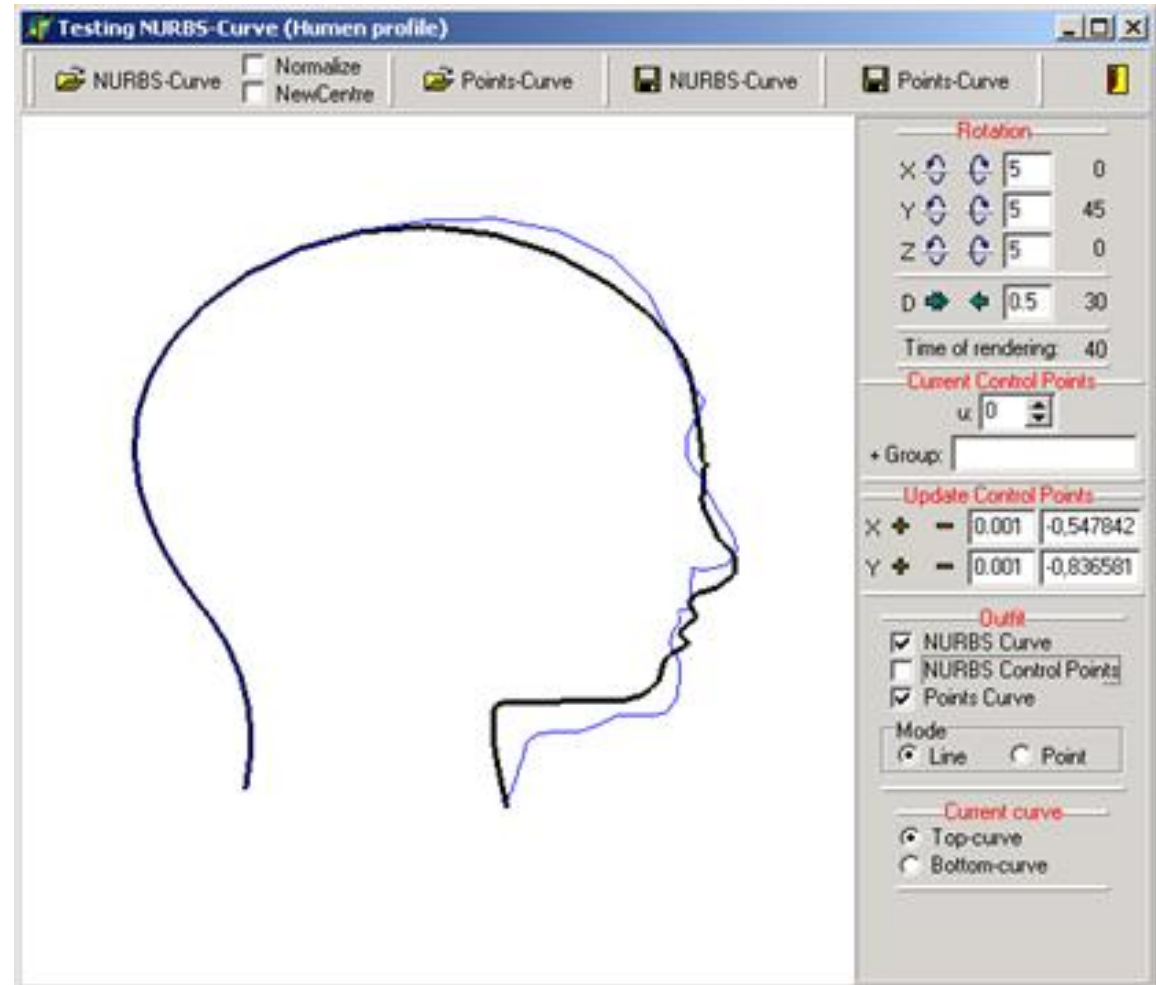 Testing NURBS-Curve (Humen profile)
NURBS-Curve
Normalize
NewCentre
Points-Curve
NURBS-Curve
Points-Curve
Rotation
X 5 0
Y 5 45
Z 5 0
D 0.5 30
Time of rendering: 40
Current Control Points
u: 0
+ Group:
Update Control Points
X + - 0.001 -0,547842
Y + - 0.001 -0,836581
Outfit
NURBS Curve
NURBS Control Points
Points Curve
Mode
Line Point
Current curve
Top-curve
Bottom-curve